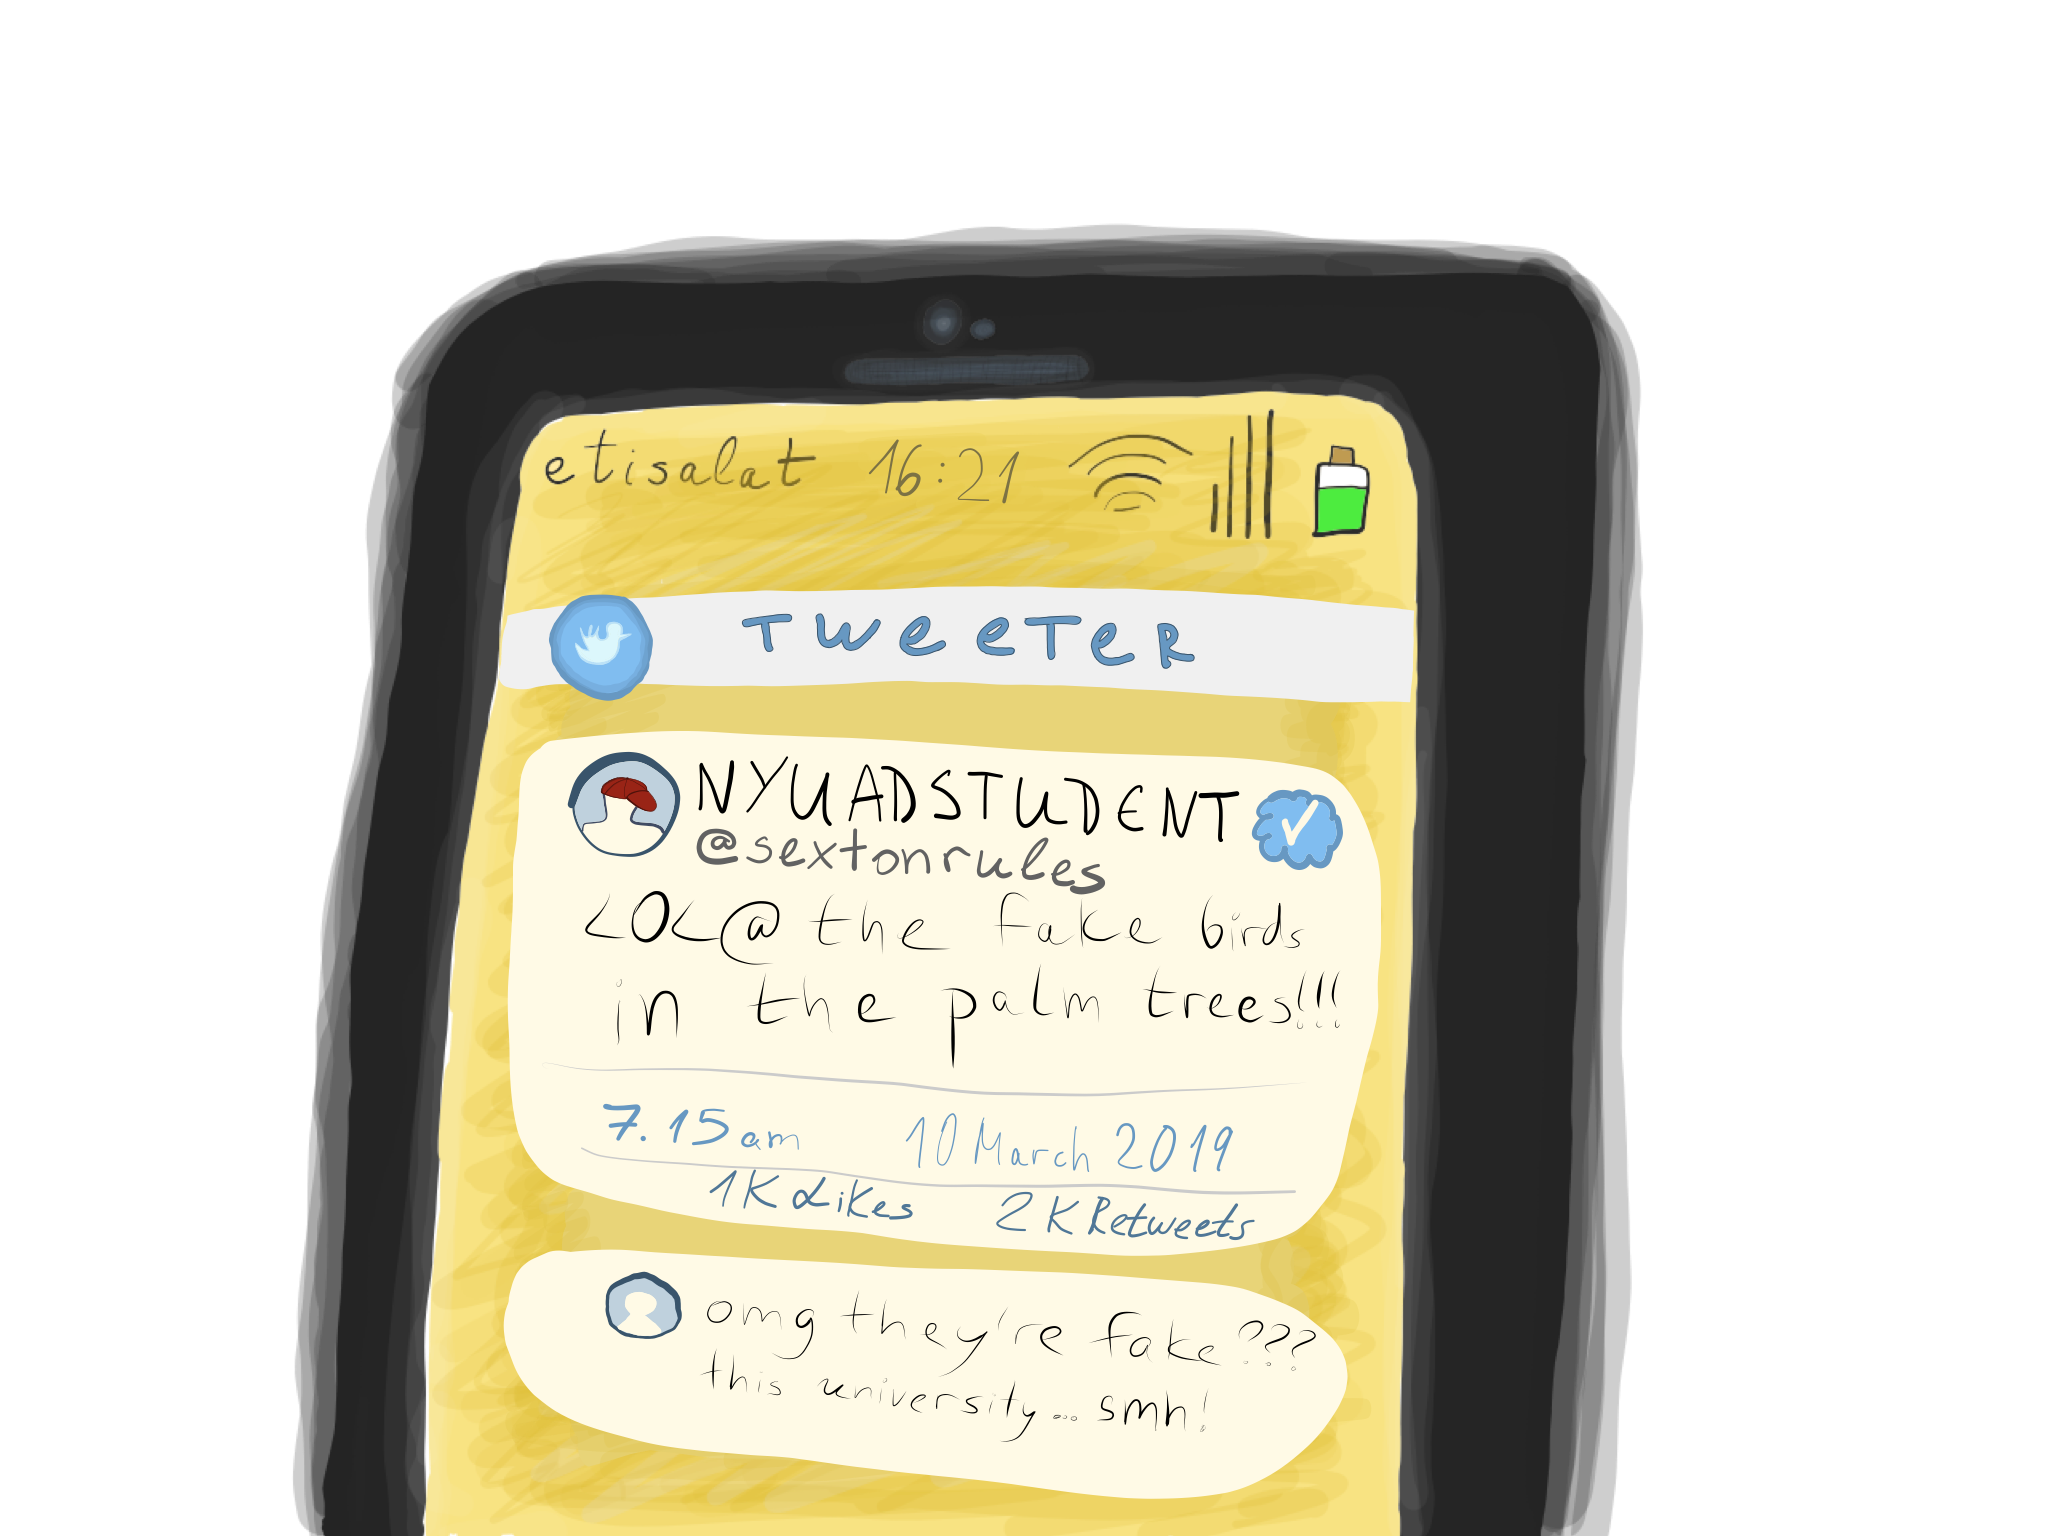 etisalat 16:21
TWeeTeR
NYUADSTUDENT
@sextonrules
LOL@ the fake birds
in the palm trees!!!
7.15am 10 March 2019
1K Likes 2K Retweets
omg they're fake???
this university... smh!